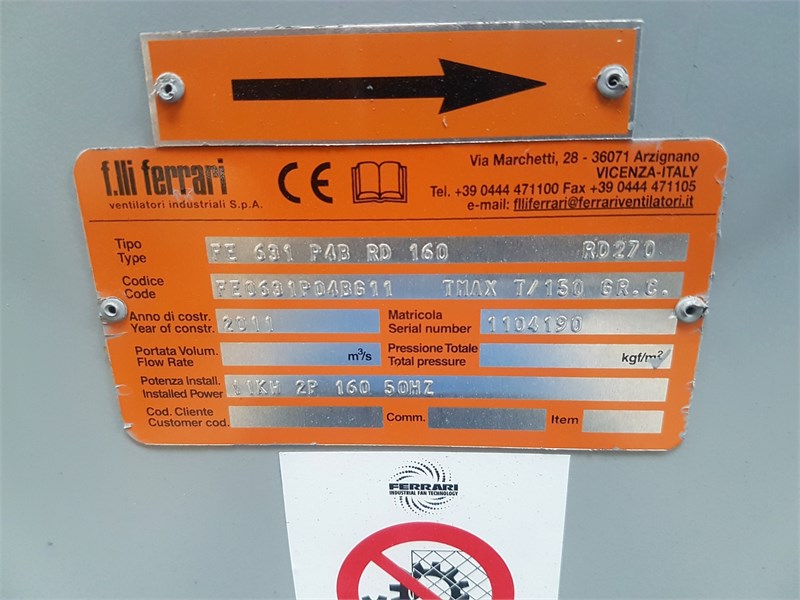 f.lli ferrari
ventilatori industriali S.p.A.
CE
Via Marchetti, 28 - 36071 Arzignano
VICENZA-ITALY
Tel. +39 0444 471100 Fax +39 0444 471105
e-mail: flliferrari@ferrariventilatori.it
Tipo
Type
FE 631 P4B RD 160 RD270
Codice
Code
FE0631P04BG11 TMAX T/150 GR.C.
Anno di costr.
Year of constr.
2011
Matricola
Serial number
1104190
Portata Volum.
Flow Rate
m³/s
Pressione Totale
Total pressure
kgf/m²
Potenza Install.
Installed Power
11KW 2P 160 50HZ
Cod. Cliente
Customer cod.
Comm.
Item
FERRARI
INDUSTRIAL FAN TECHNOLOGY